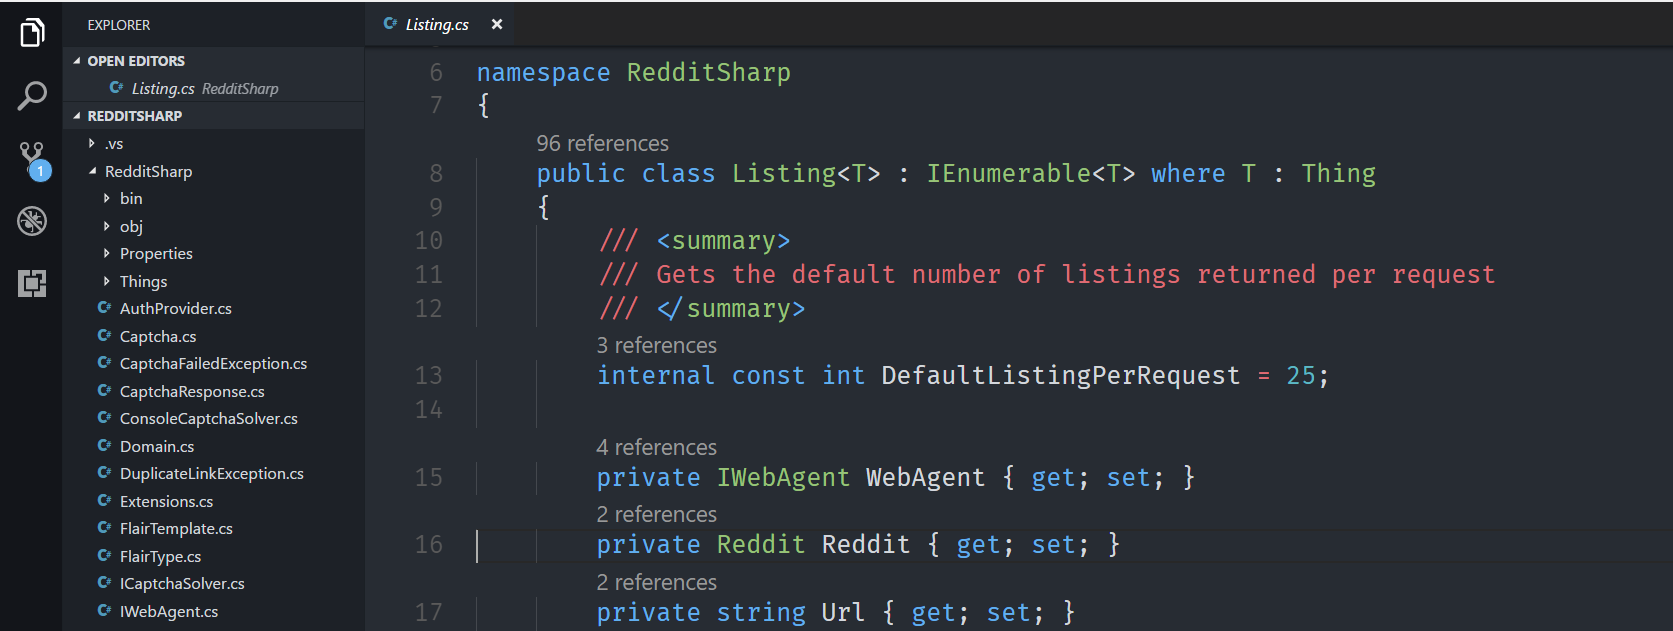 EXPLORER
OPEN EDITORS
C# Listing.cs RedditSharp
REDDITSHARP
.vs
RedditSharp
bin
obj
Properties
Things
C# AuthProvider.cs
C# Captcha.cs
C# CaptchaFailedException.cs
C# CaptchaResponse.cs
C# ConsoleCaptchaSolver.cs
C# Domain.cs
C# DuplicateLinkException.cs
C# Extensions.cs
C# FlairTemplate.cs
C# FlairType.cs
C# ICaptchaSolver.cs
C# IWebAgent.cs
1
C# Listing.cs ×
6 namespace RedditSharp
7 {
96 references
8 public class Listing<T> : IEnumerable<T> where T : Thing
9 {
10 /// <summary>
11 /// Gets the default number of listings returned per request
12 /// </summary>
3 references
13 internal const int DefaultListingPerRequest = 25;
14
4 references
15 private IWebAgent WebAgent { get; set; }
2 references
16 private Reddit Reddit { get; set; }
2 references
17 private string Url { get; set; }